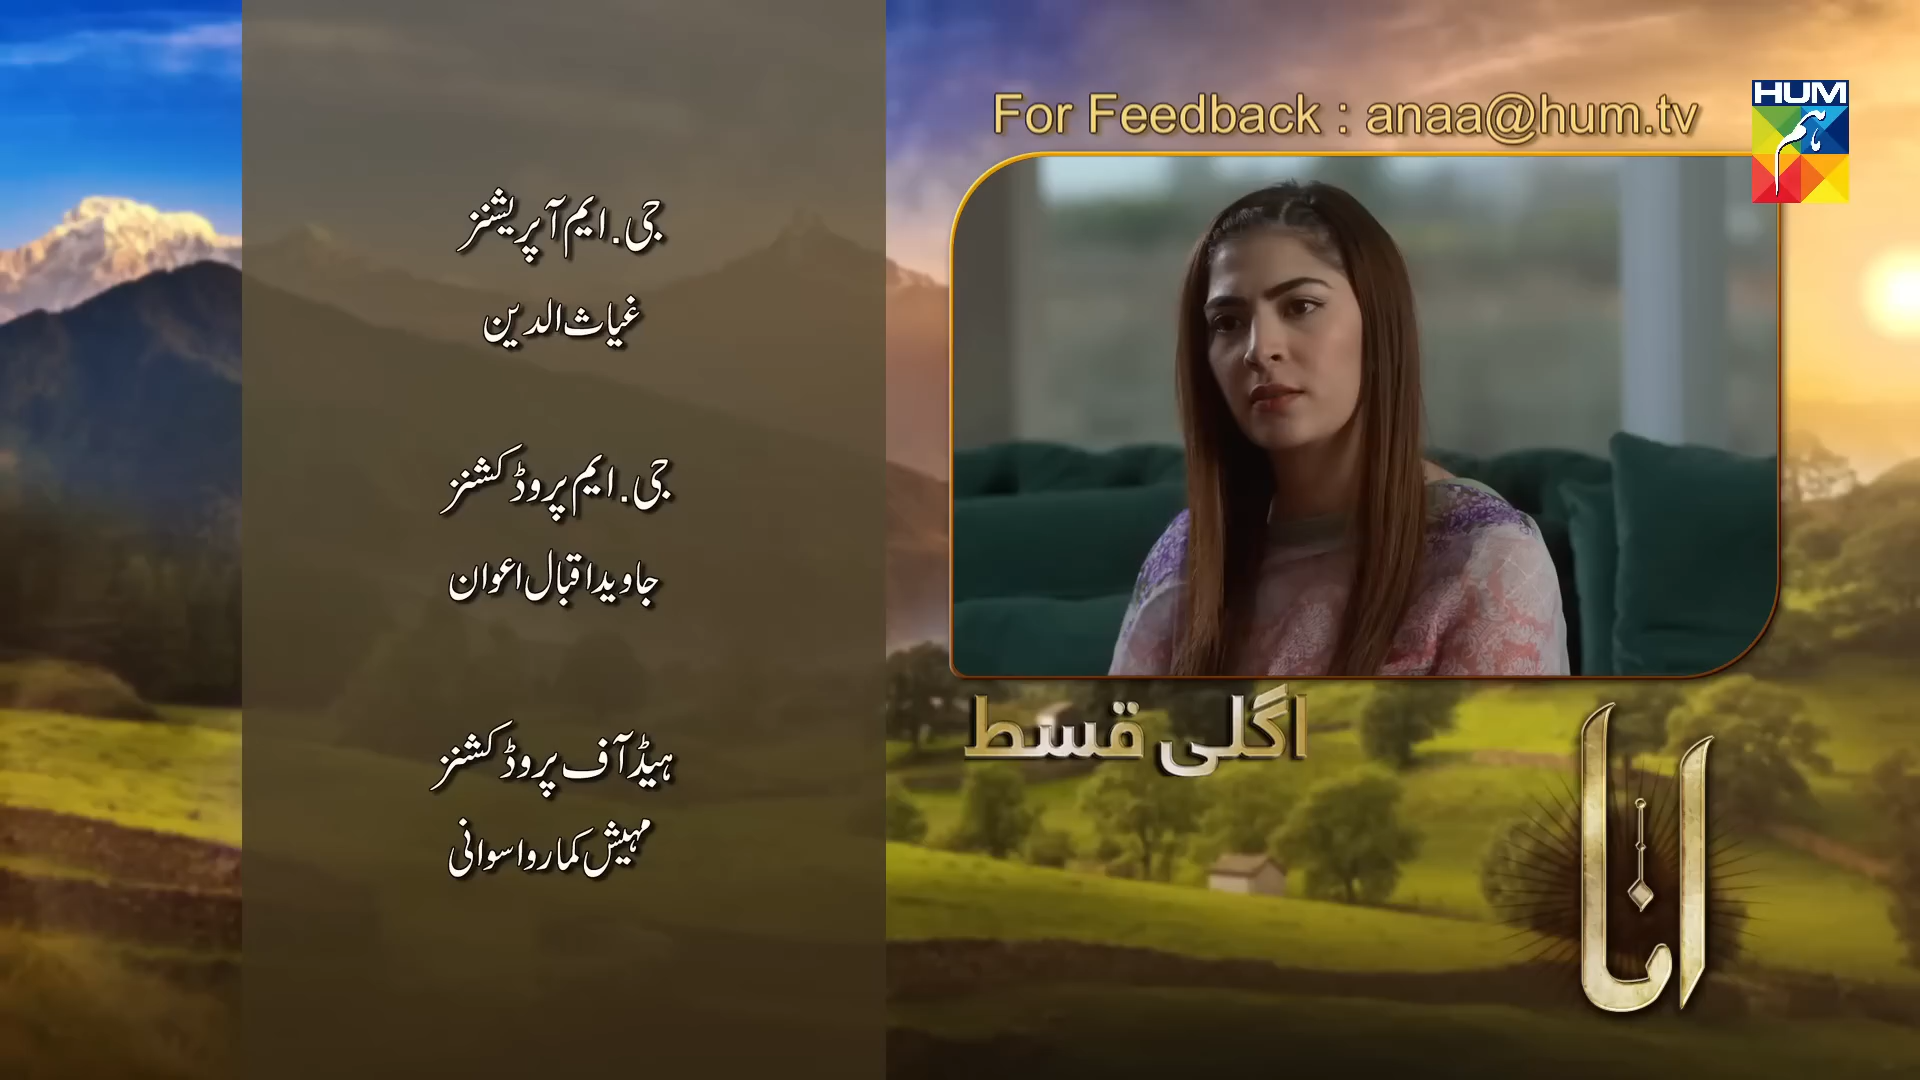 جی.ایم آپریشنز
غیاث الدین
جی.ایم پروڈکشنز
جاوید اقبال اعوان
ہیڈ آف پروڈکشنز
مہیش کمار واسوانی
For Feedback : anaa@hum.tv
HUM
ہم
اگلی قسط
انا